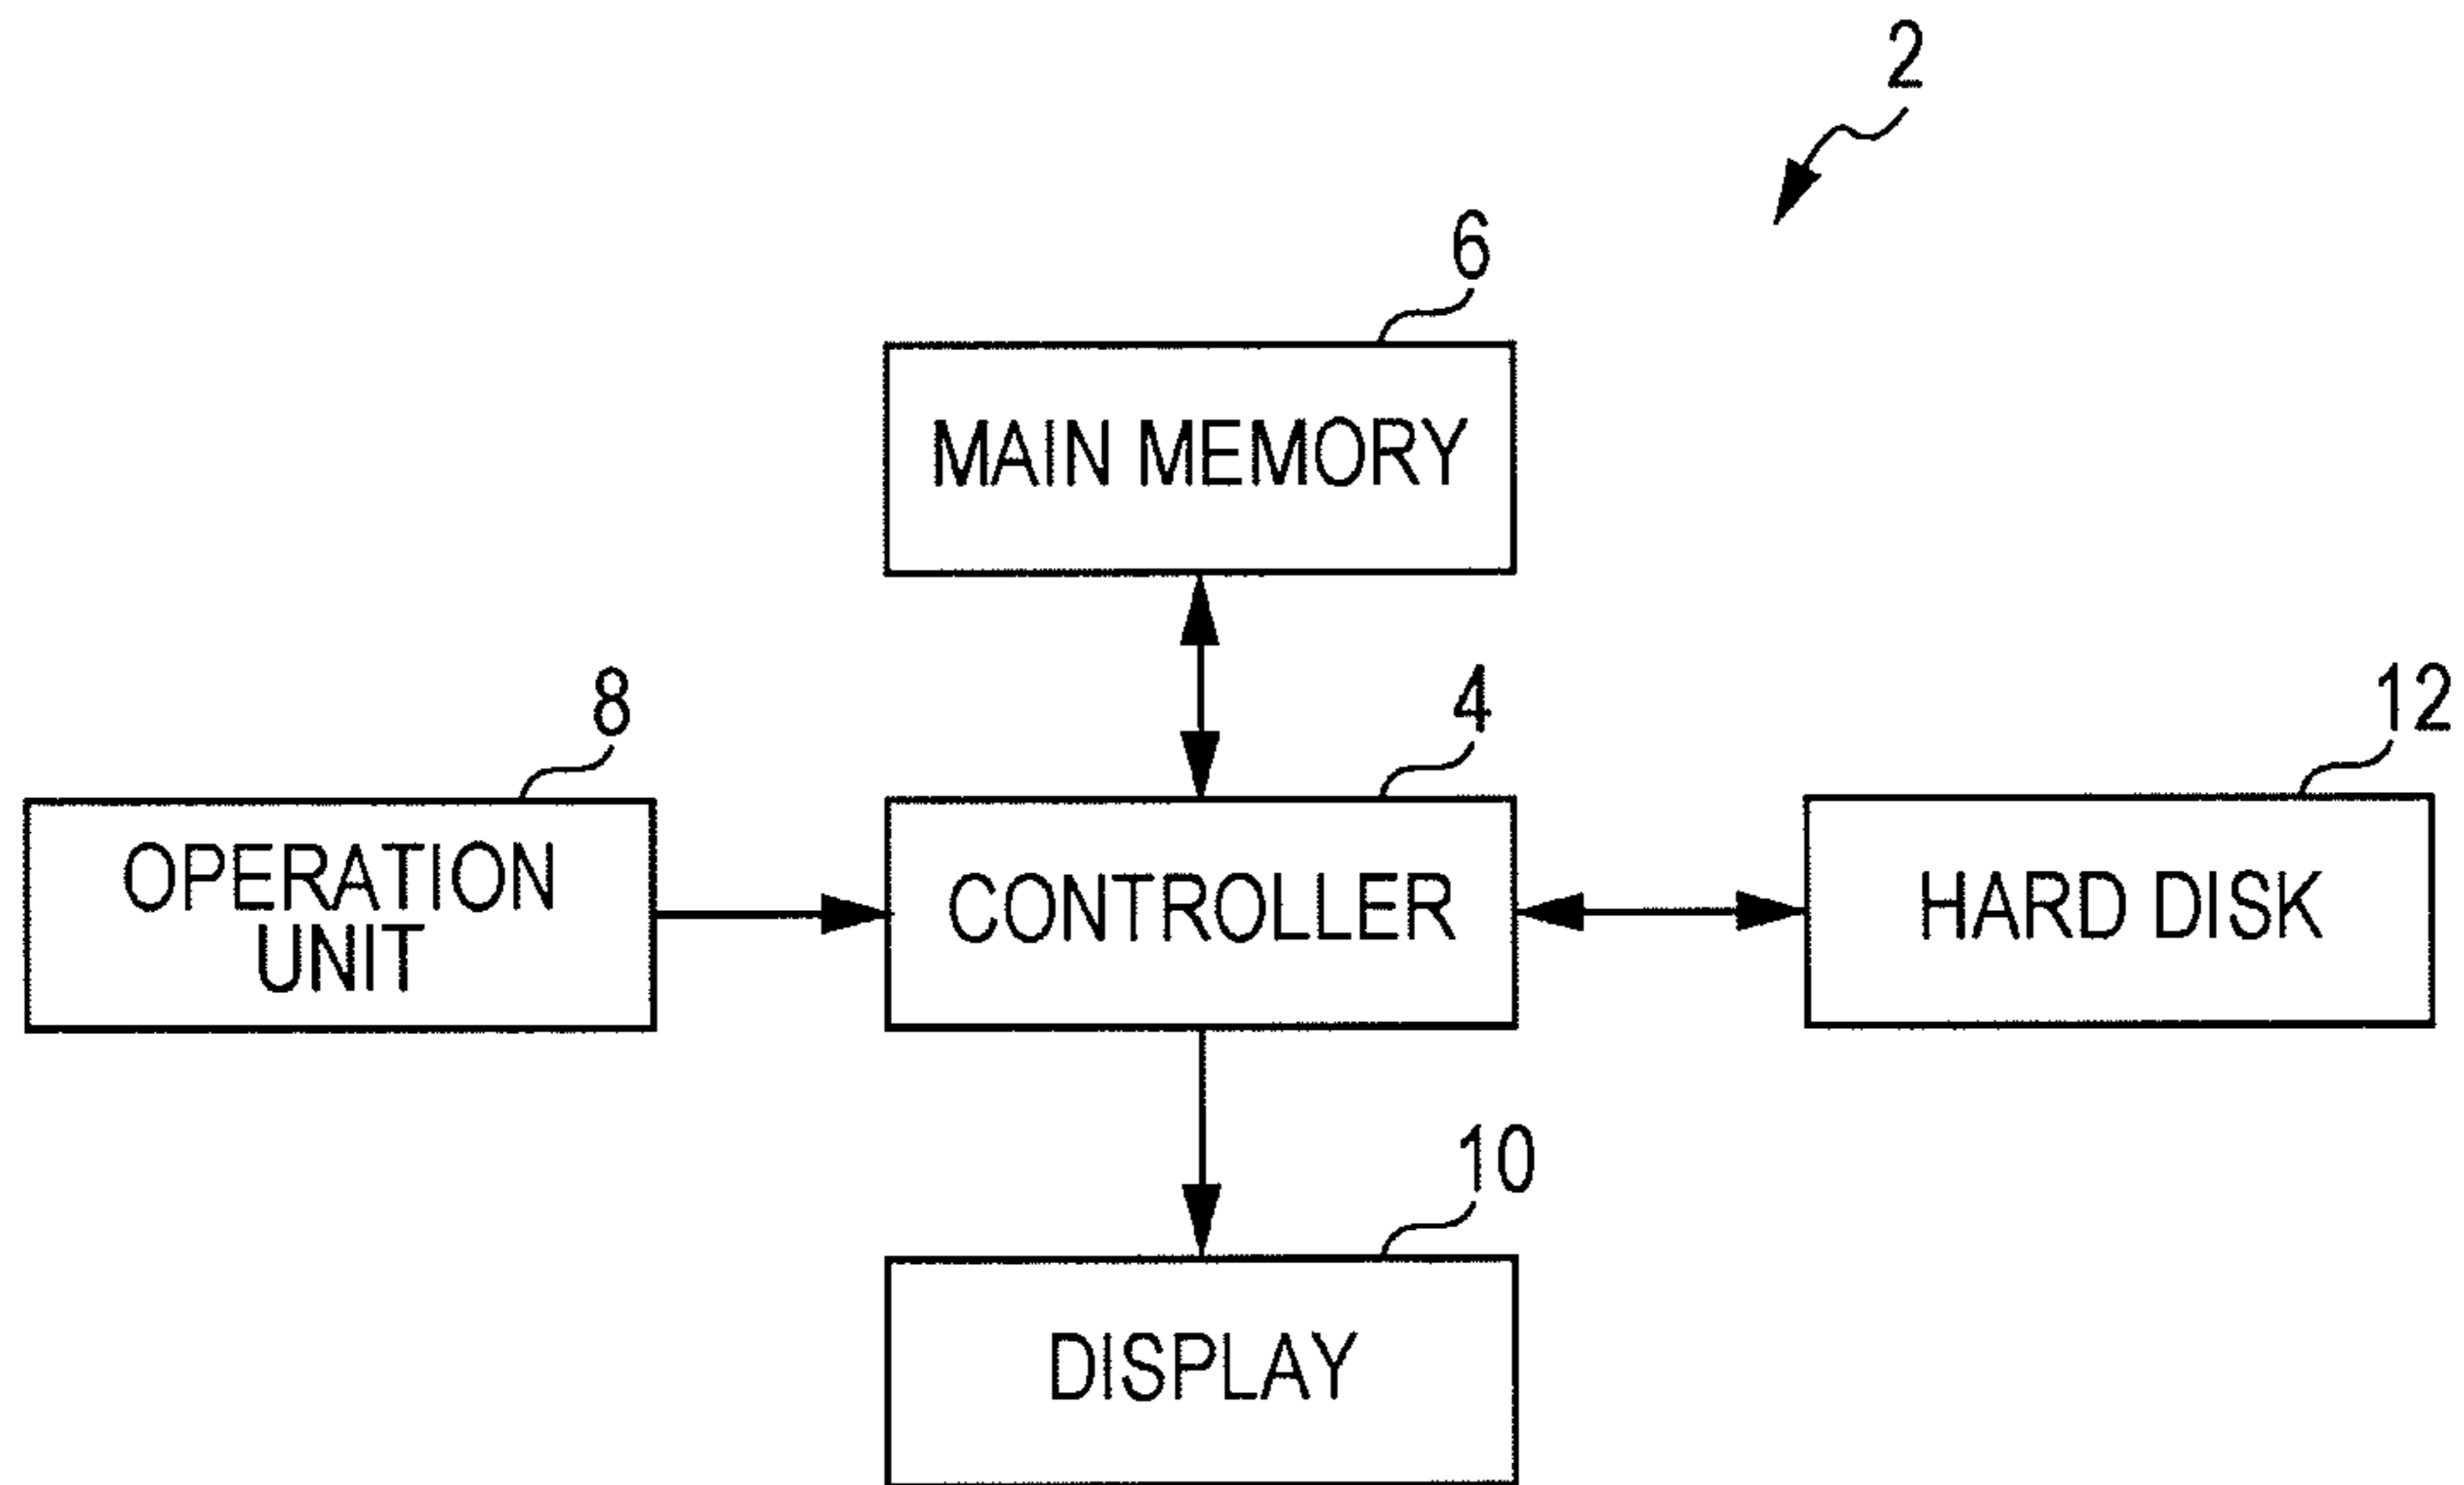 2
6
MAIN MEMORY
8
4
12
OPERATION
UNIT
CONTROLLER
HARD DISK
10
DISPLAY